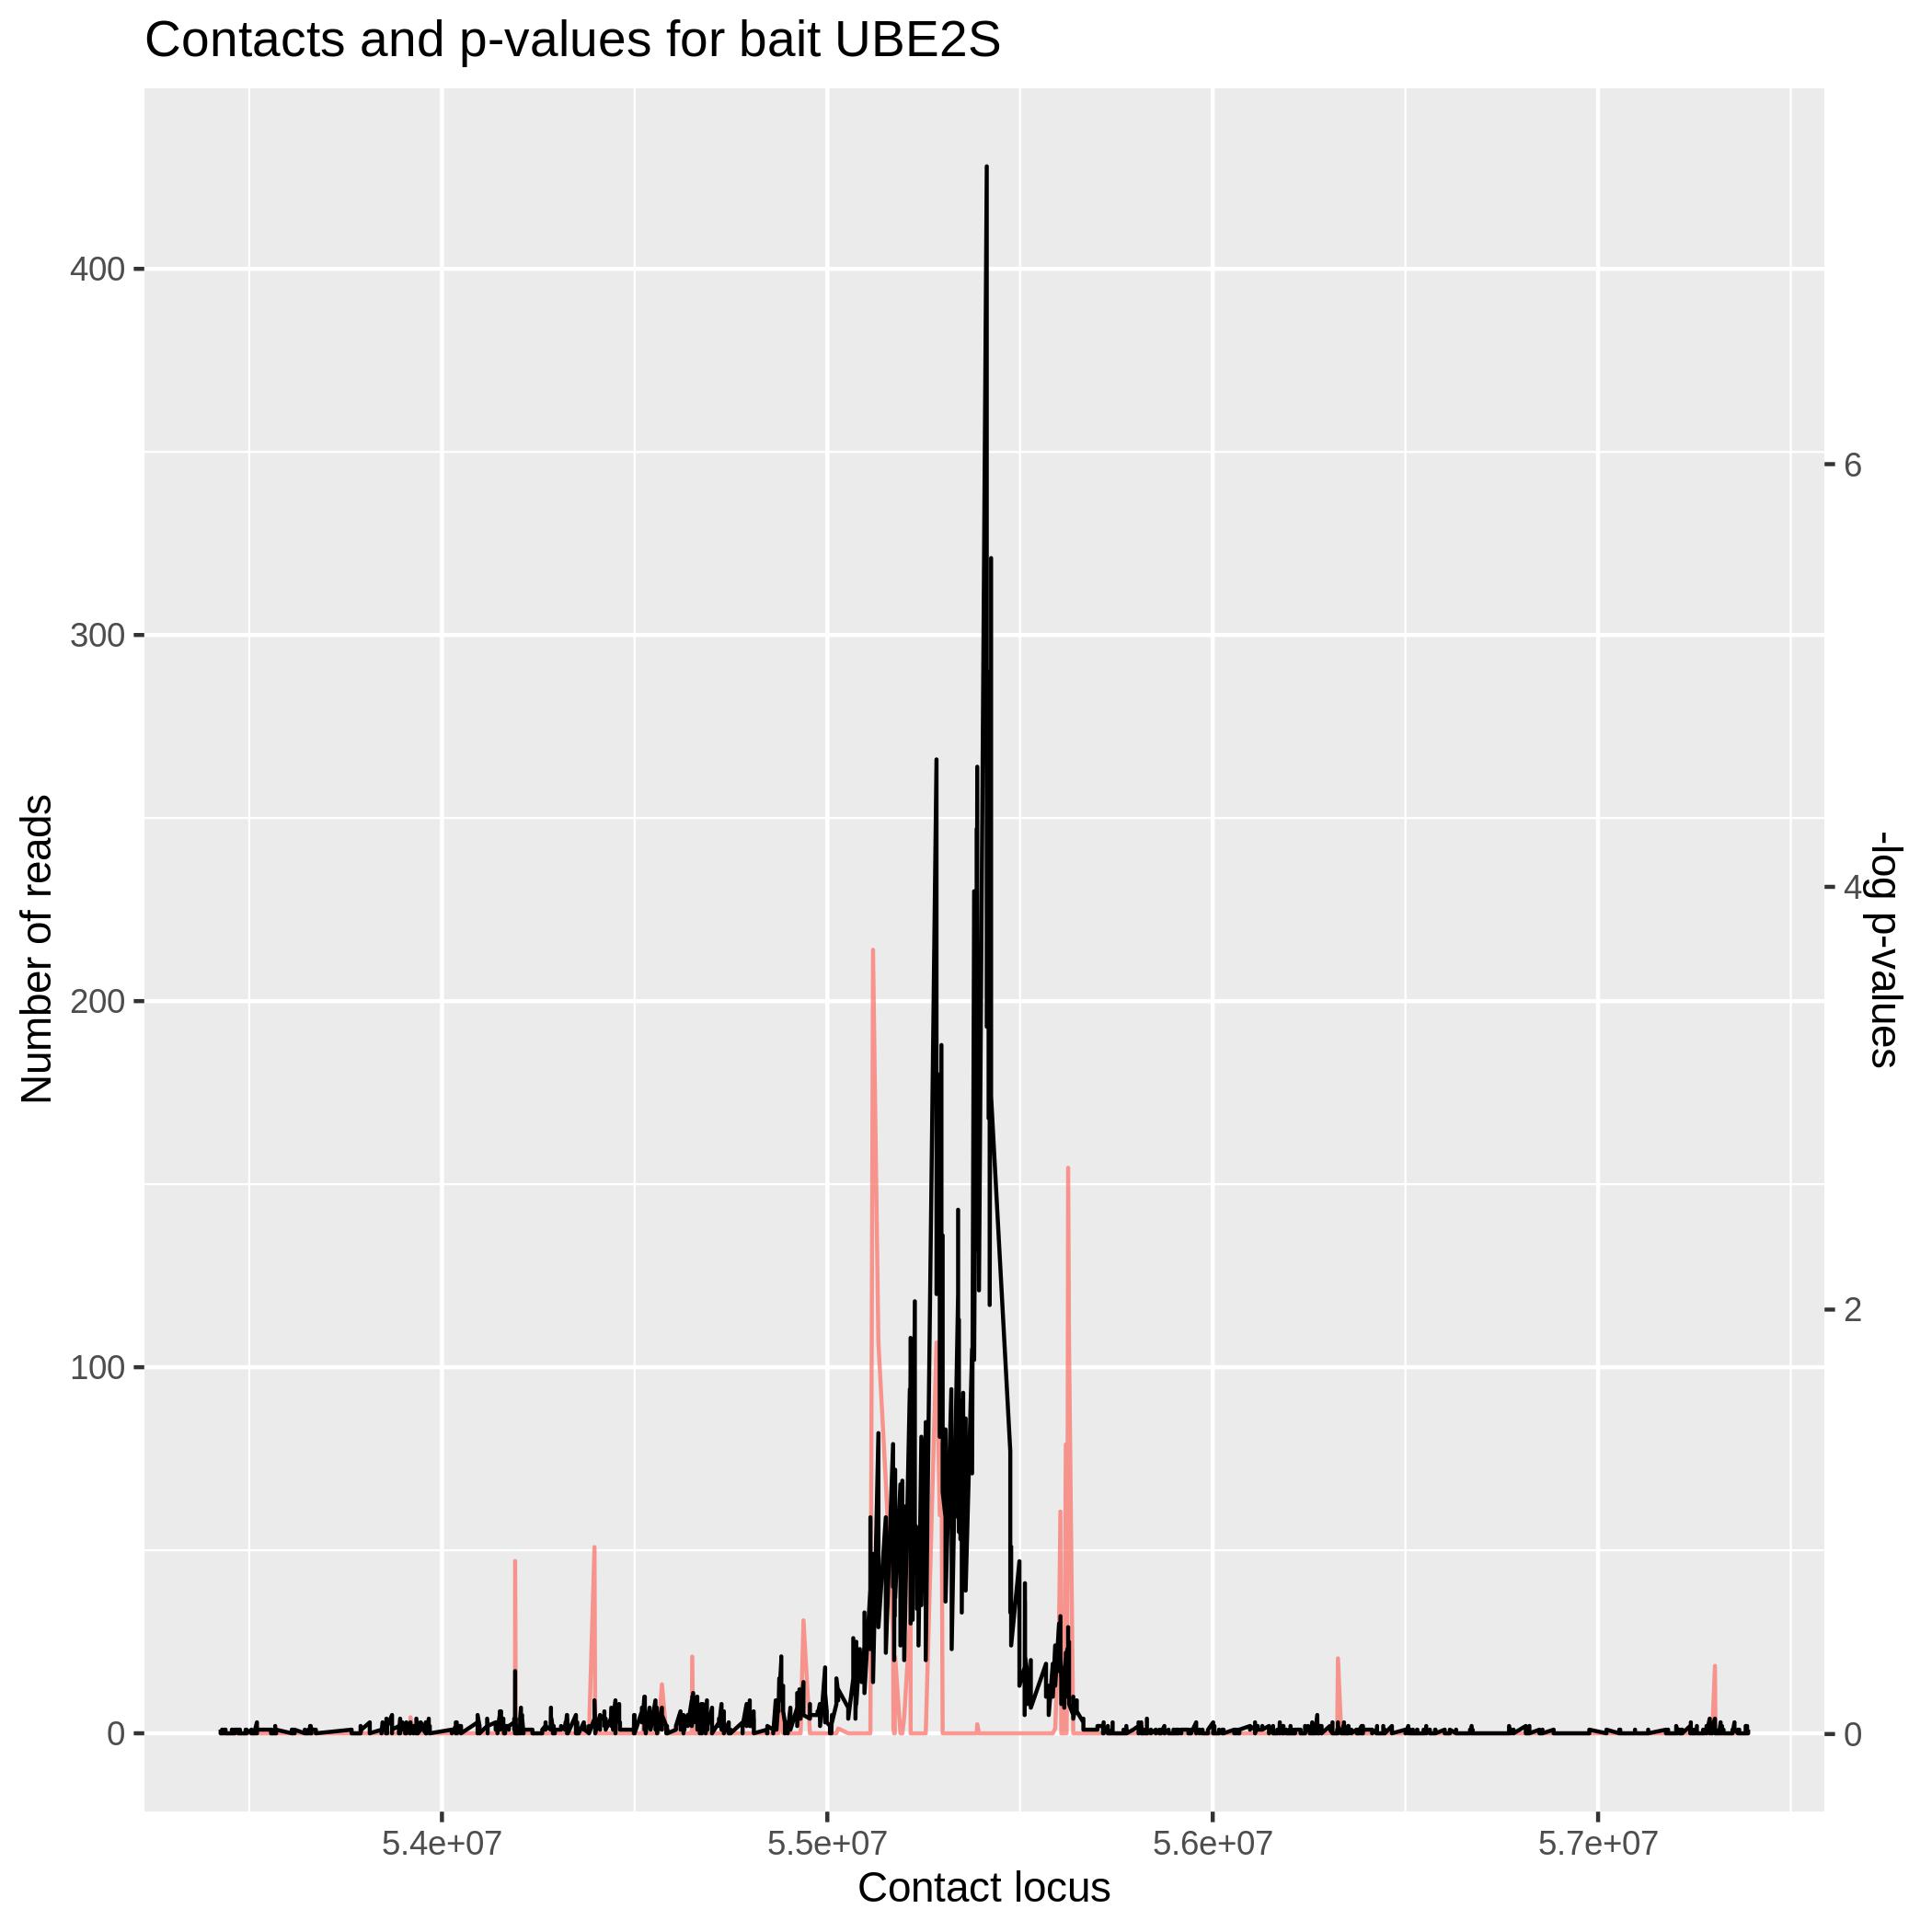 Contacts and p-values for bait UBE2S
Number of reads
400
300
200
100
0
6
4
2
0
-log p-values
5.4e+07 5.5e+07 5.6e+07 5.7e+07
Contact locus